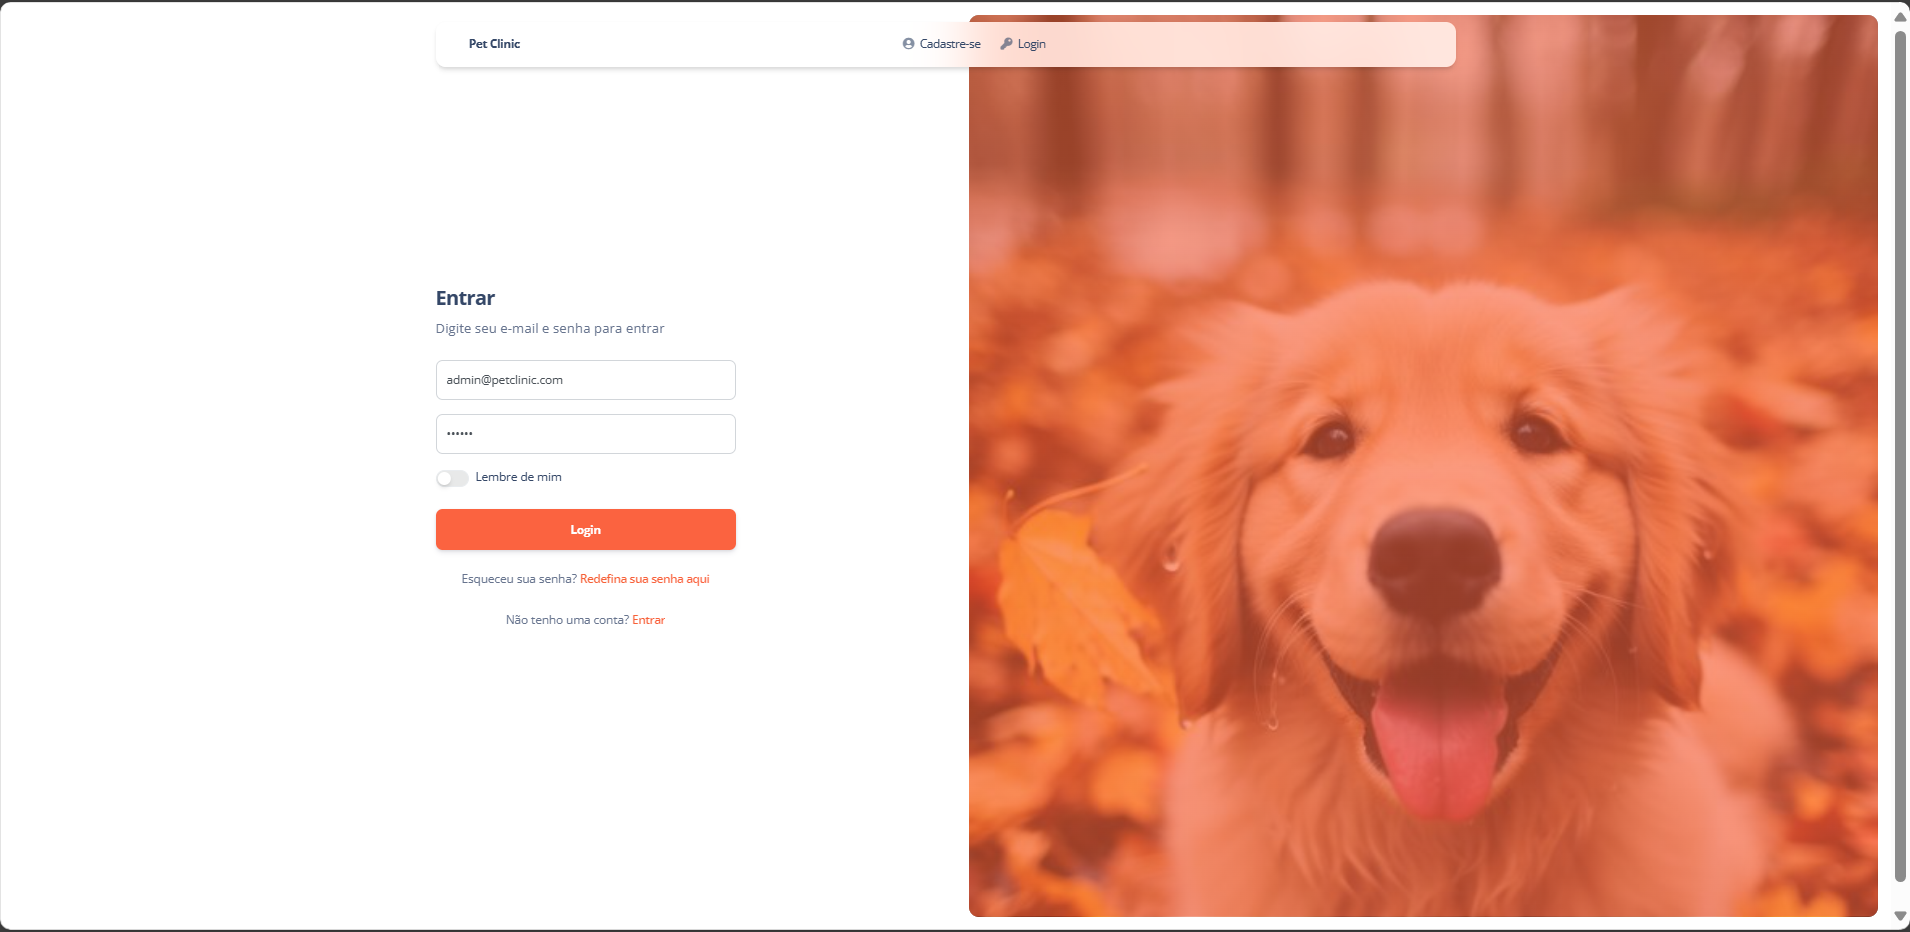 Pet Clinic
Cadastre-se
Login
Entrar
Digite seu e-mail e senha para entrar
admin@petclinic.com
••••••
Lembre de mim
Login
Esqueceu sua senha? Redefina sua senha aqui
Não tenho uma conta? Entrar